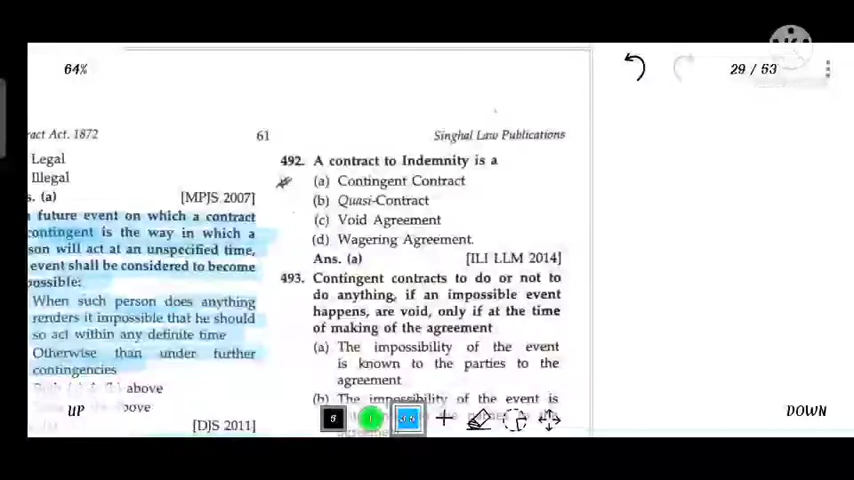 64%
29 / 53
ract Act. 1872
61
Singhal Law Publications
Legal
Illegal
s. (a)
[MPJS 2007]
future event on which a contract
contingent is the way in which a
son will act at an unspecified time,
event shall be considered to become
possible:
When such person does anything
renders it impossible that he should
so act within any definite time
Otherwise than under further
contingencies
above
above
[DJS 2011]
492. A contract to Indemnity is a
(a) Contingent Contract
(b) Quasi-Contract
(c) Void Agreement
(d) Wagering Agreement.
Ans. (a)
[ILI LLM 2014]
493. Contingent contracts to do or not to
do anything, if an impossible event
happens, are void, only if at the time
of making of the agreement
(a) The impossibility of the event
is known to the parties to the
agreement
(b) The impossibility of the event is
UP
DOWN